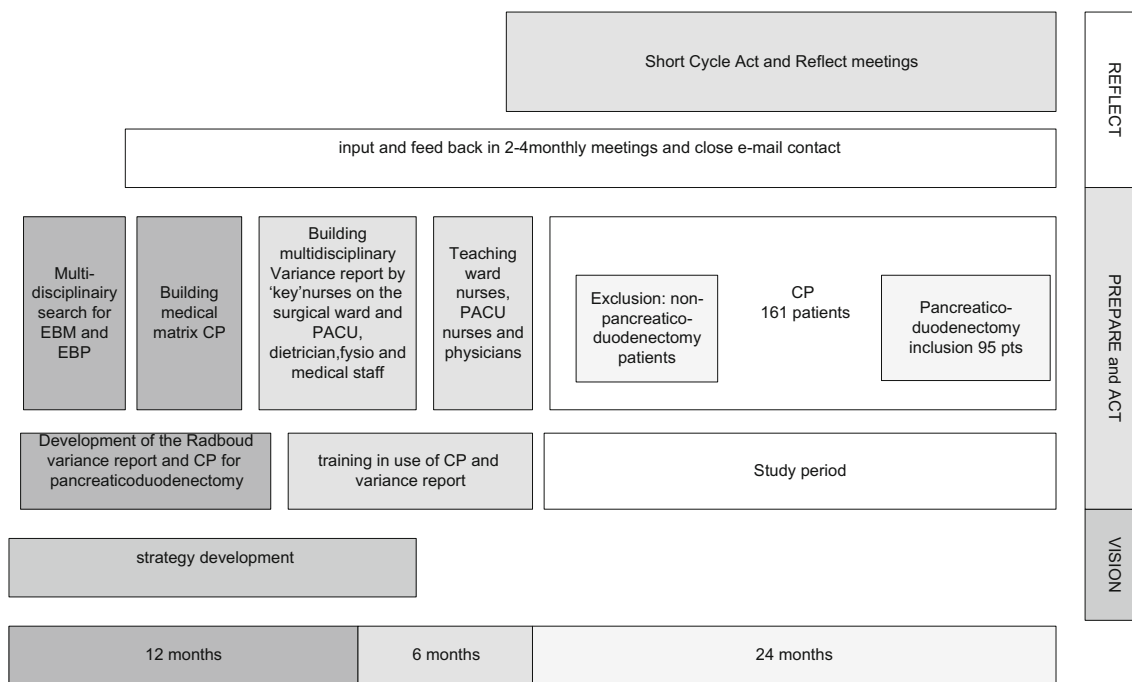 Short Cycle Act and Reflect meetings
REFLECT
input and feed back in 2-4monthly meetings and close e-mail contact
Multi-
disciplinairy
search for
EBM and
EBP
Building
medical
matrix CP
Building
multidisciplinary
Variance report by
‘key’nurses on the
surgical ward and
PACU,
dietrician,fysio and
medical staff
Teaching
ward
nurses,
PACU
nurses and
physicians
Exclusion: non-
pancreatico-
duodenectomy
patients
CP
161 patients
Pancreatico-
duodenectomy
inclusion 95 pts
PREPARE and ACT
Development of the Radboud
variance report and CP for
pancreaticoduodenectomy
training in use of CP and
variance report
Study period
strategy development
VISION
12 months
6 months
24 months